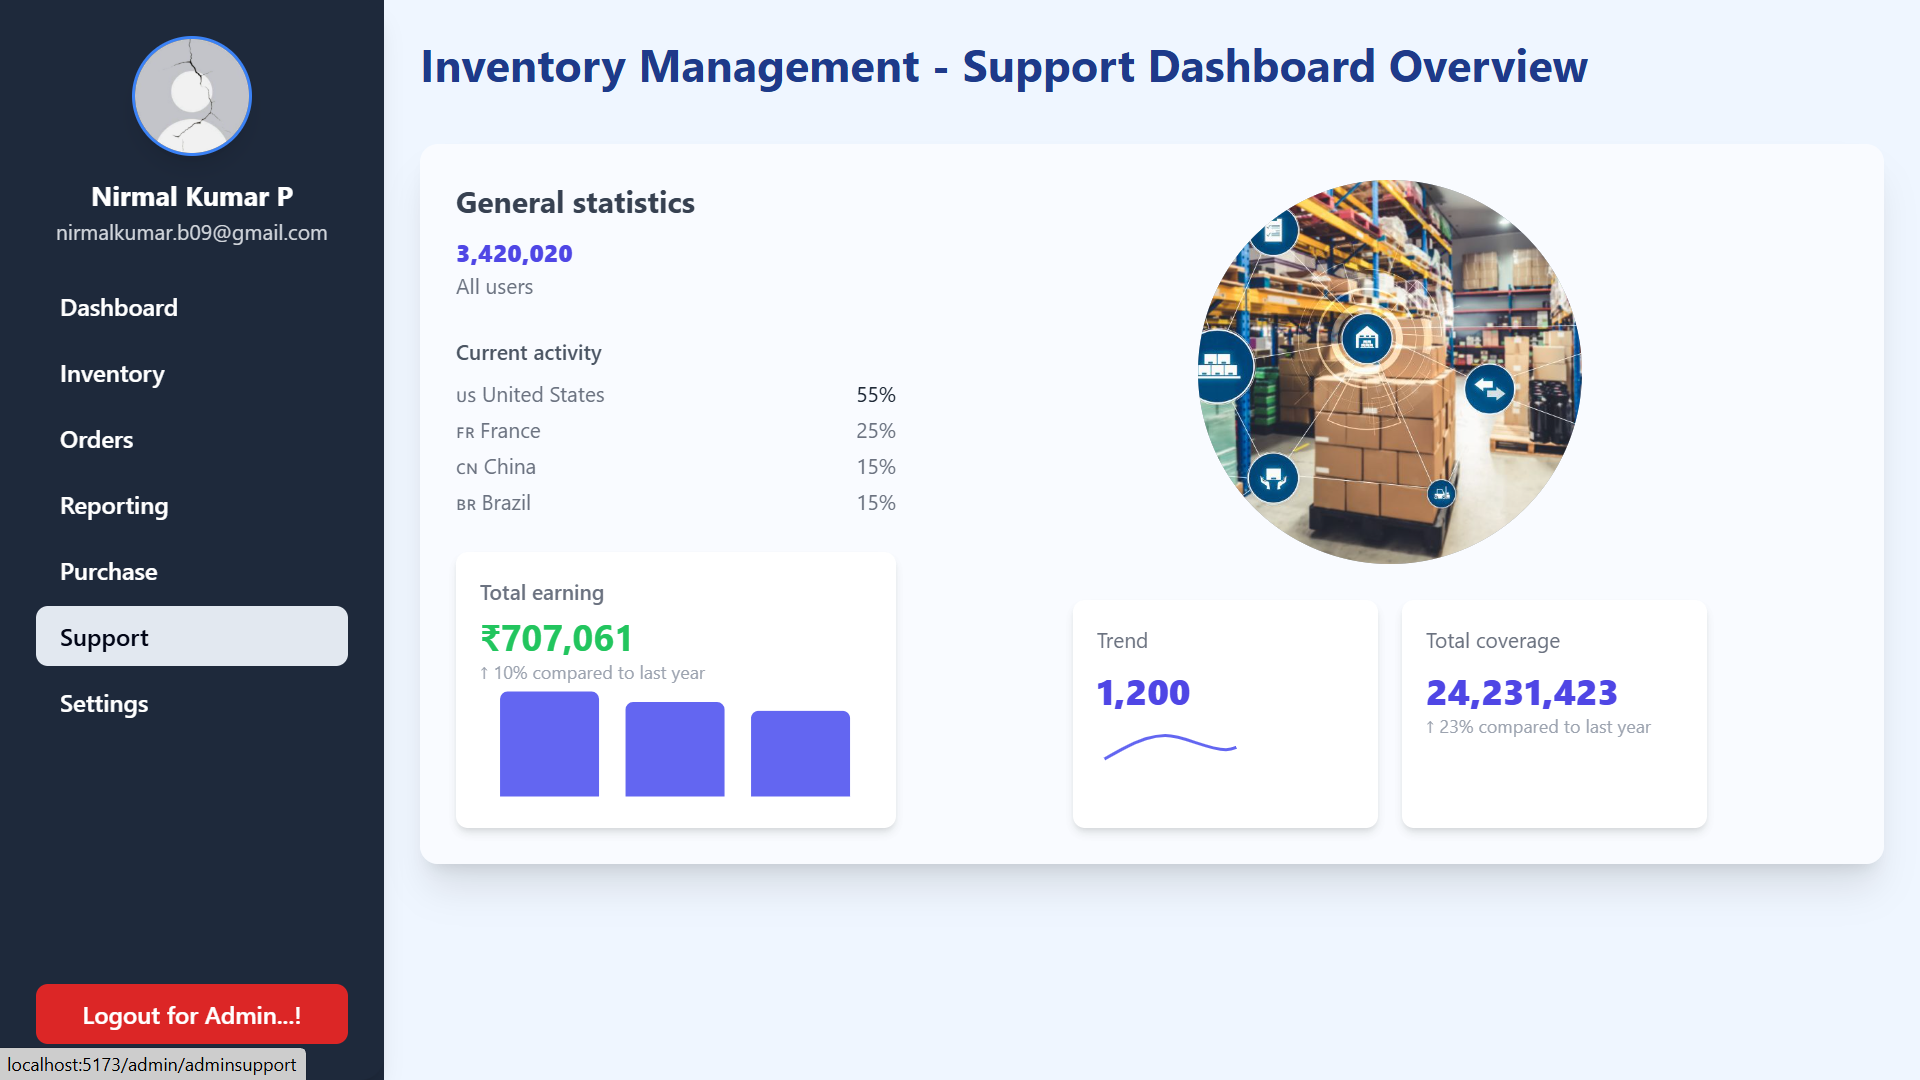 Nirmal Kumar P
nirmalkumar.b09@gmail.com
Dashboard
Inventory
Orders
Reporting
Purchase
Support
Settings
Logout for Admin...!
localhost:5173/admin/adminsupport
Inventory Management - Support Dashboard Overview
General statistics
3,420,020
All users
Current activity
US United States 55%
FR France 25%
CN China 15%
BR Brazil 15%
Total earning
₹707,061
↑ 10% compared to last year
Trend
1,200
Total coverage
24,231,423
↑ 23% compared to last year